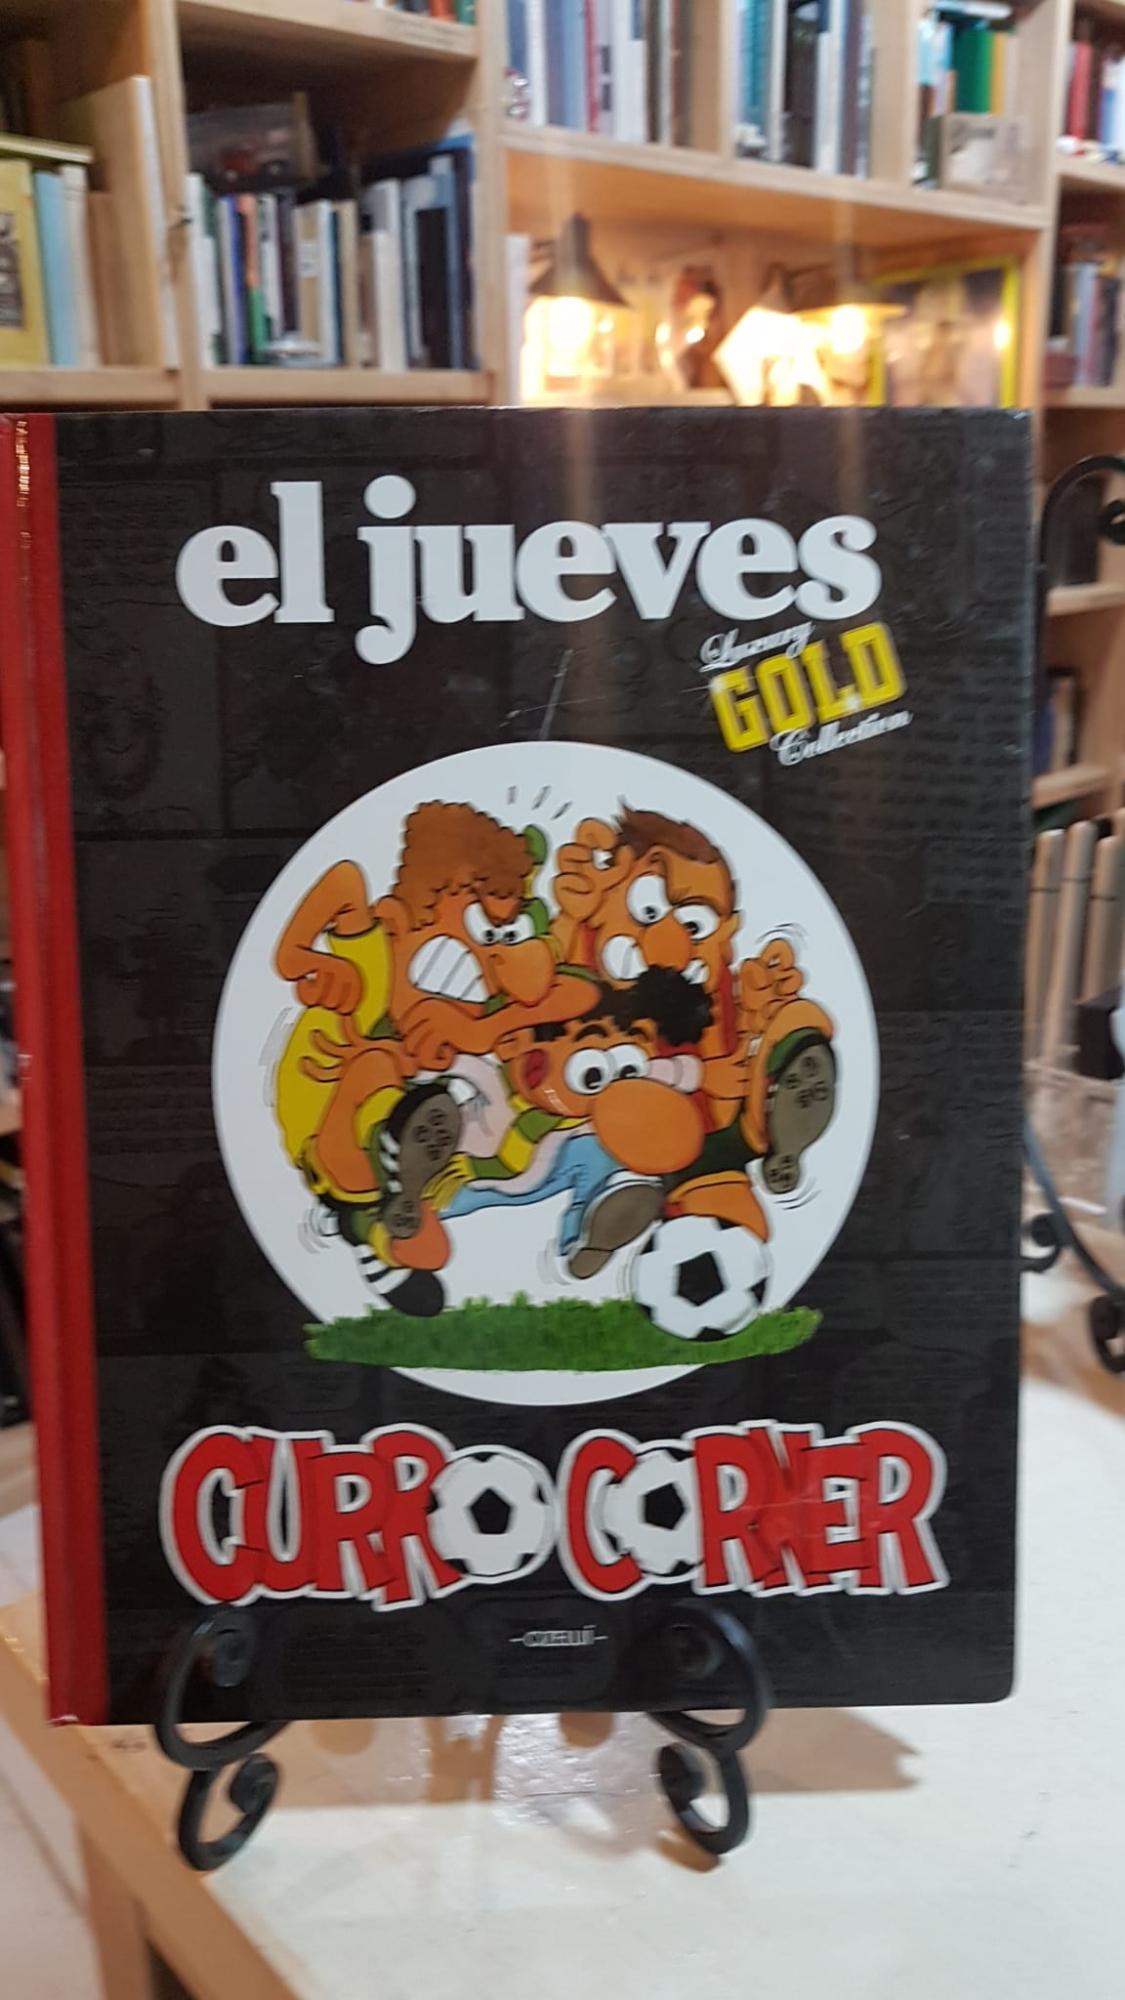 el jueves
Luxury
GOLD
Collection
CURRO CORNER